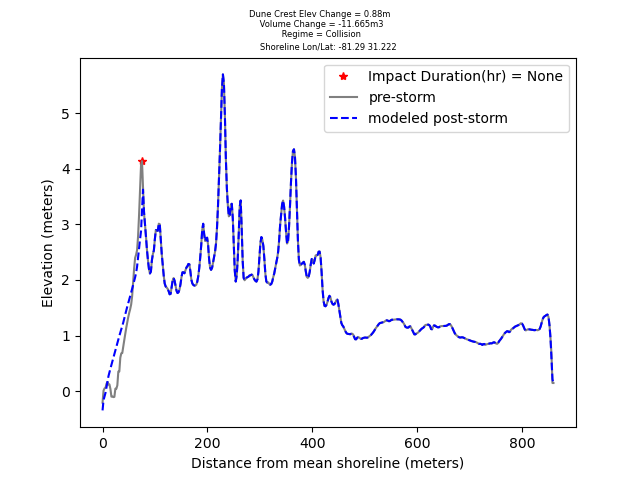 Dune Crest Elev Change = 0.88m
Volume Change = -11.665m3
Regime = Collision
Shoreline Lon/Lat: -81.29 31.222
Impact Duration(hr) = None
pre-storm
modeled post-storm
5
4
3
2
1
0
Elevation (meters)
0 200 400 600 800
Distance from mean shoreline (meters)